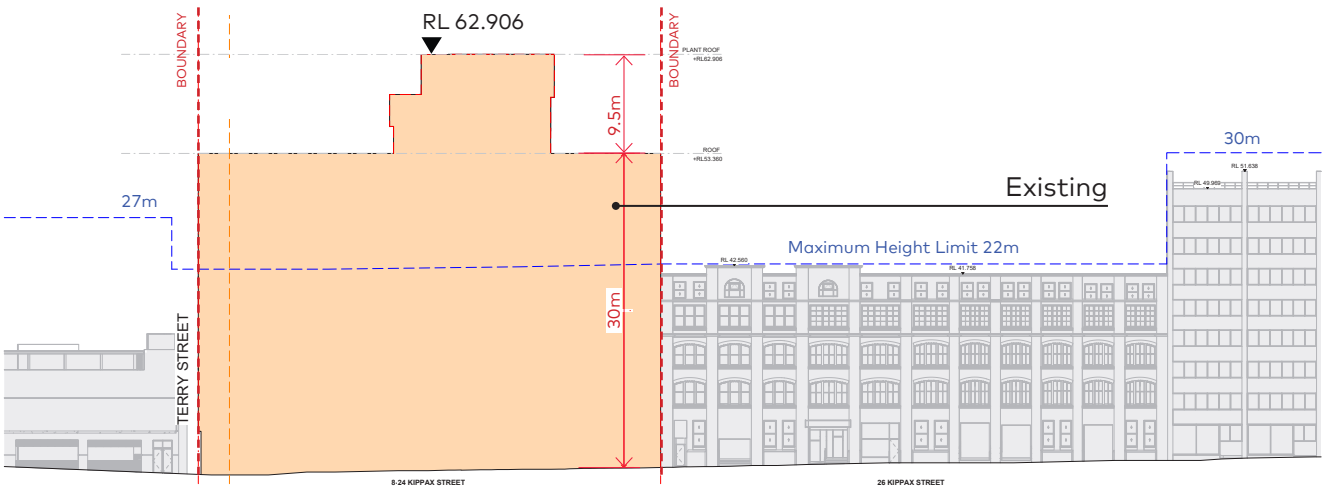 RL 62.906
BOUNDARY
BOUNDARY
PLANT ROOF
+RL62.906
9.5m
ROOF
+RL53.360
30m
RL 51.638
RL 49.969
Existing
27m
Maximum Height Limit 22m
RL 42.560
RL 41.756
30m
TERRY STREET
8-24 KIPPAX STREET
26 KIPPAX STREET